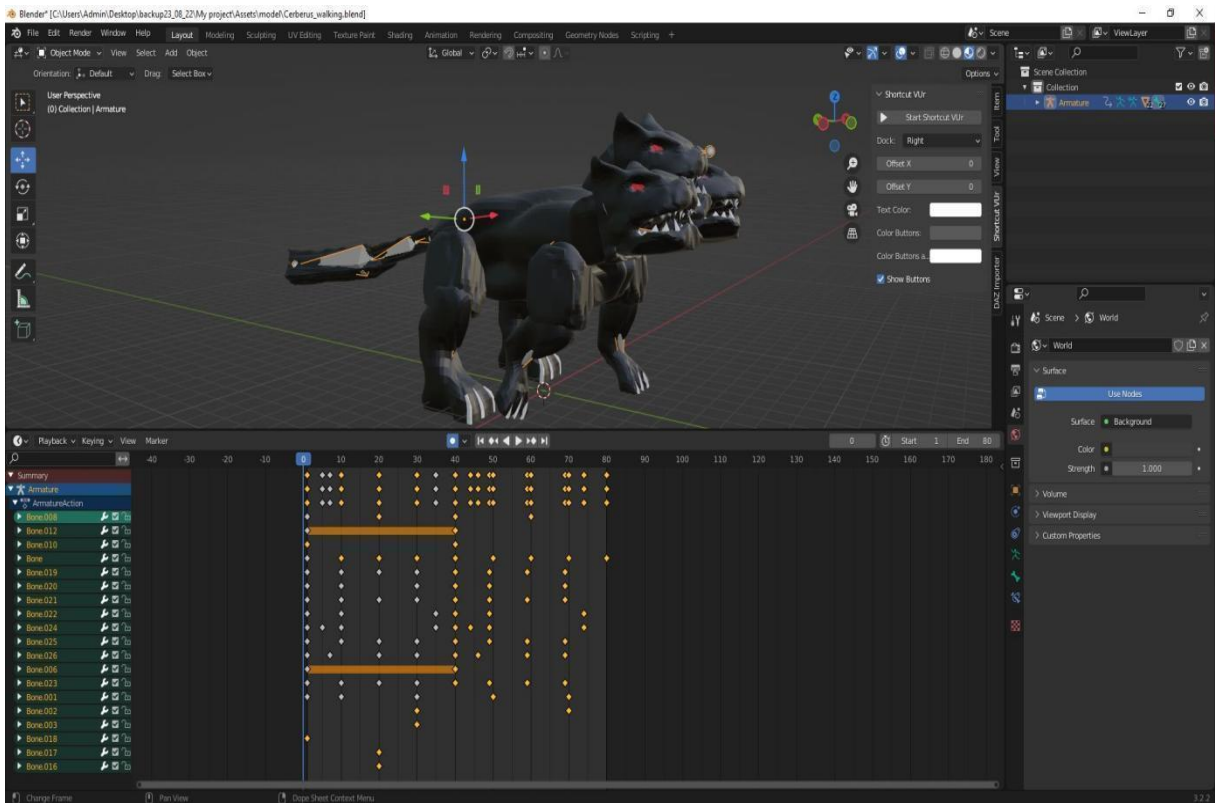 Blender* [C:\Users\Admin\Desktop\backup23_08_22\My project\Assets\model\Cerberus_walking.blend]
File Edit Render Window Help Layout Modeling Sculpting UV Editing Texture Paint Shading Animation Rendering Compositing Geometry Nodes Scripting + Scene ViewLayer
Object Mode View Select Add Object Global
Orientation: Default Drag: Select Box Options
User Perspective
(0) Collection | Armature
Shortcut VUr
Start Shortcut VUr
Dock: Right
Offset X 0
Offset Y 0
Text Color:
Color Buttons:
Color Buttons a..
Show Buttons
Item
Tool
View
Shortcut VUr
DAZ Importer
Z
Scene Collection
Collection
Armature
Scene > World
World
Surface
Use Nodes
Surface Background
Color
Strength 1.000
Volume
Viewport Display
Custom Properties
Playback Keying View Marker 0 Start 1 End 80
-40 -30 -20 -10 0 10 20 30 40 50 60 70 80 90 100 110 120 130 140 150 160 170 180
Summary
Armature
ArmatureAction
Bone.008
Bone.012
Bone.010
Bone
Bone.019
Bone.020
Bone.021
Bone.022
Bone.024
Bone.025
Bone.026
Bone.006
Bone.023
Bone.001
Bone.002
Bone.003
Bone.018
Bone.017
Bone.016
Change Frame Pan View Dope Sheet Context Menu 3.2.2